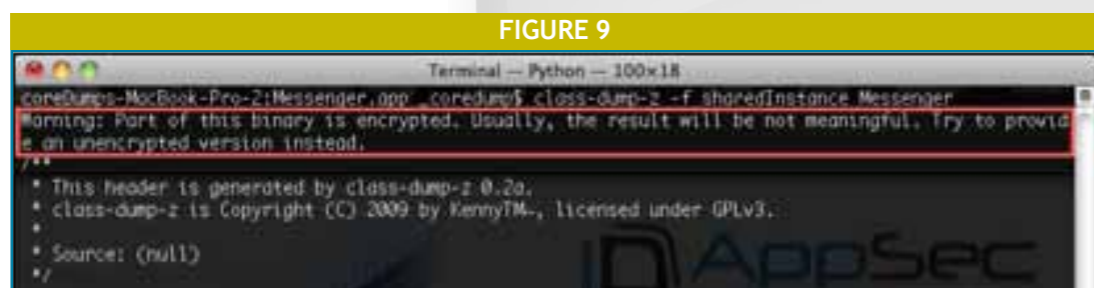 FIGURE 9
Terminal — Python — 100×18
coreDumps-MacBook-Pro-2:Messenger.app _coredump$ class-dump-z -f sharedInstance Messenger
Warning: Part of this binary is encrypted. Usually, the result will be not meaningful. Try to provid
e an unencrypted version instead.
/**
* This header is generated by class-dump-z 0.2a.
* class-dump-z is Copyright (C) 2009 by KennyTM~, licensed under GPLv3.
*
* Source: (null)
*/
AppSec